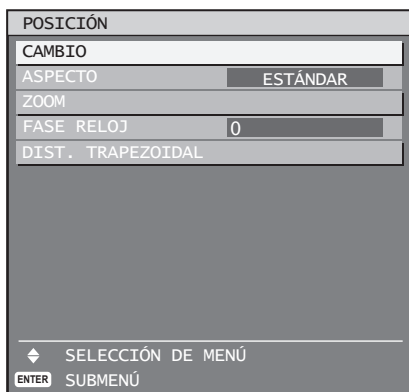 POSICIÓN
CAMBIO
ASPECTO ESTÁNDAR
ZOOM
FASE RELOJ 0
DIST. TRAPEZOIDAL
SELECCIÓN DE MENÚ
ENTER SUBMENÚ